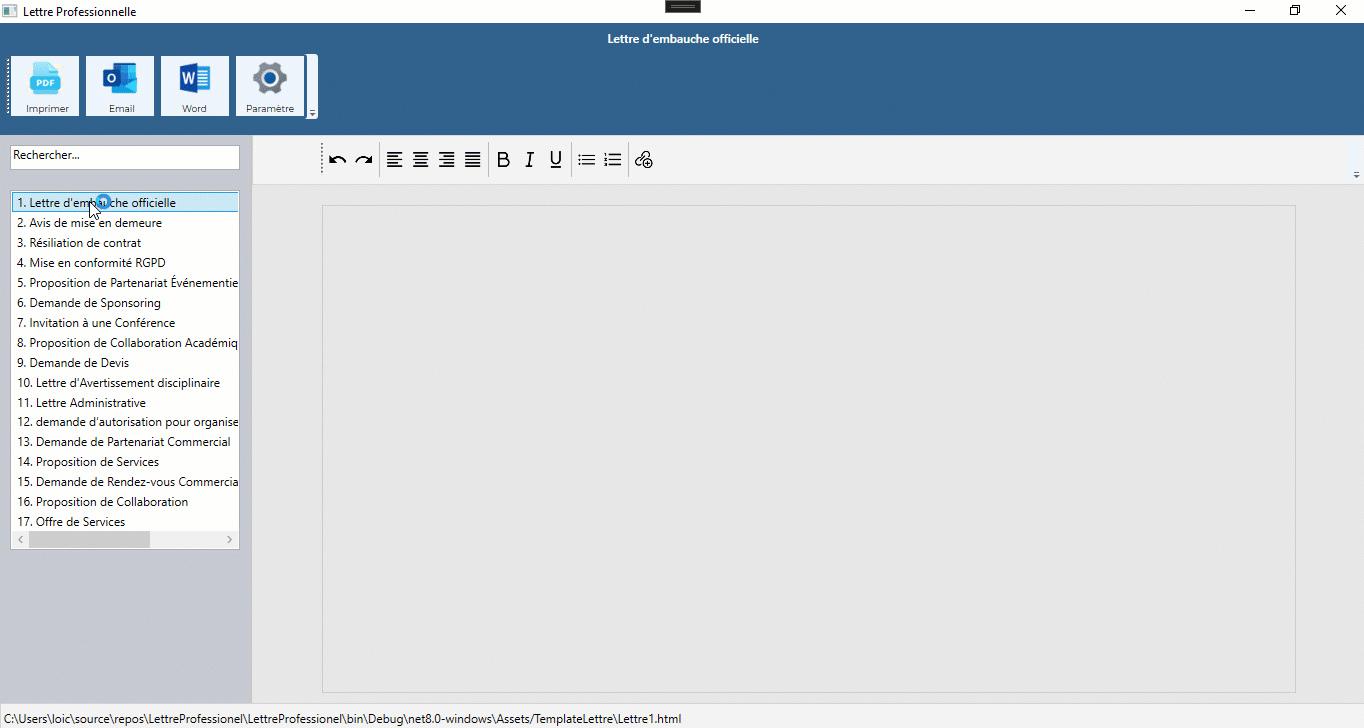 Lettre Professionnelle
Lettre d'embauche officielle
PDF
Imprimer
Email
Word
Paramètre
Rechercher...
1. Lettre d'embauche officielle
2. Avis de mise en demeure
3. Résiliation de contrat
4. Mise en conformité RGPD
5. Proposition de Partenariat Événementie
6. Demande de Sponsoring
7. Invitation à une Conférence
8. Proposition de Collaboration Académiq
9. Demande de Devis
10. Lettre d'Avertissement disciplinaire
11. Lettre Administrative
12. demande d'autorisation pour organise
13. Demande de Partenariat Commercial
14. Proposition de Services
15. Demande de Rendez-vous Commercia
16. Proposition de Collaboration
17. Offre de Services
C:\Users\loic\source\repos\LettreProfessionel\LettreProfessionel\bin\Debug\net8.0-windows\Assets/TemplateLettre\Lettre1.html